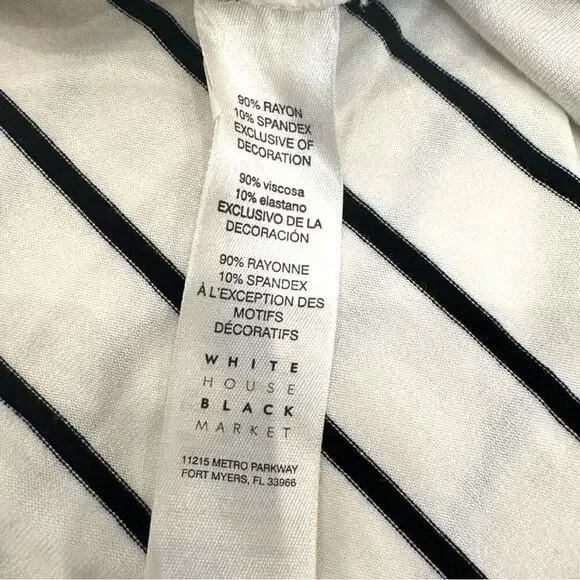 90% RAYON
10% SPANDEX
EXCLUSIVE OF
DECORATION
90% viscosa
10% elastano
EXCLUSIVO DE LA
DECORACIÓN
90% RAYONNE
10% SPANDEX
À L'EXCEPTION DES
MOTIFS
DÉCORATIFS
WHITE
HOUSE
BLACK
MARKET
11215 METRO PARKWAY
FORT MYERS, FL 33966